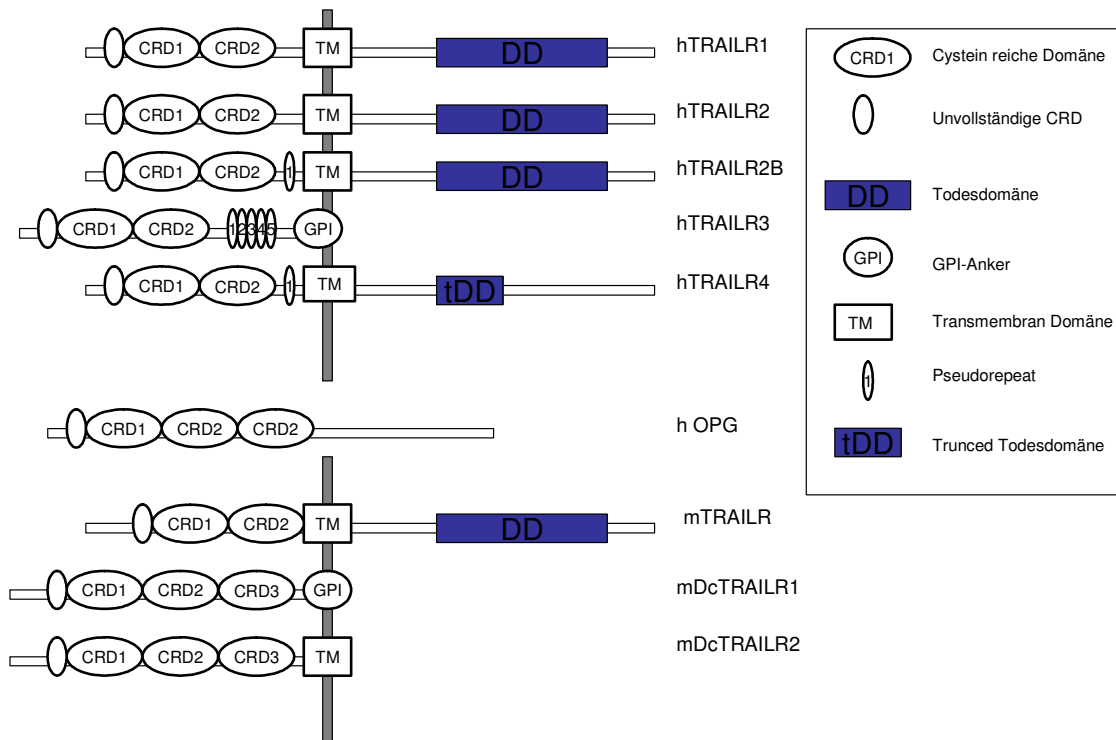 CRD1 CRD2 TM DD hTRAILR1
CRD1 CRD2 TM DD hTRAILR2
CRD1 CRD2 1 TM DD hTRAILR2B
CRD1 CRD2 12345 GPI hTRAILR3
CRD1 CRD2 1 TM tDD hTRAILR4
CRD1 CRD2 CRD2 h OPG
CRD1 CRD2 TM DD mTRAILR
CRD1 CRD2 CRD3 GPI mDcTRAILR1
CRD1 CRD2 CRD3 TM mDcTRAILR2
CRD1 Cystein reiche Domäne
Unvollständige CRD
DD Todesdomäne
GPI GPI-Anker
TM Transmembran Domäne
1 Pseudorepeat
tDD Trunced Todesdomäne